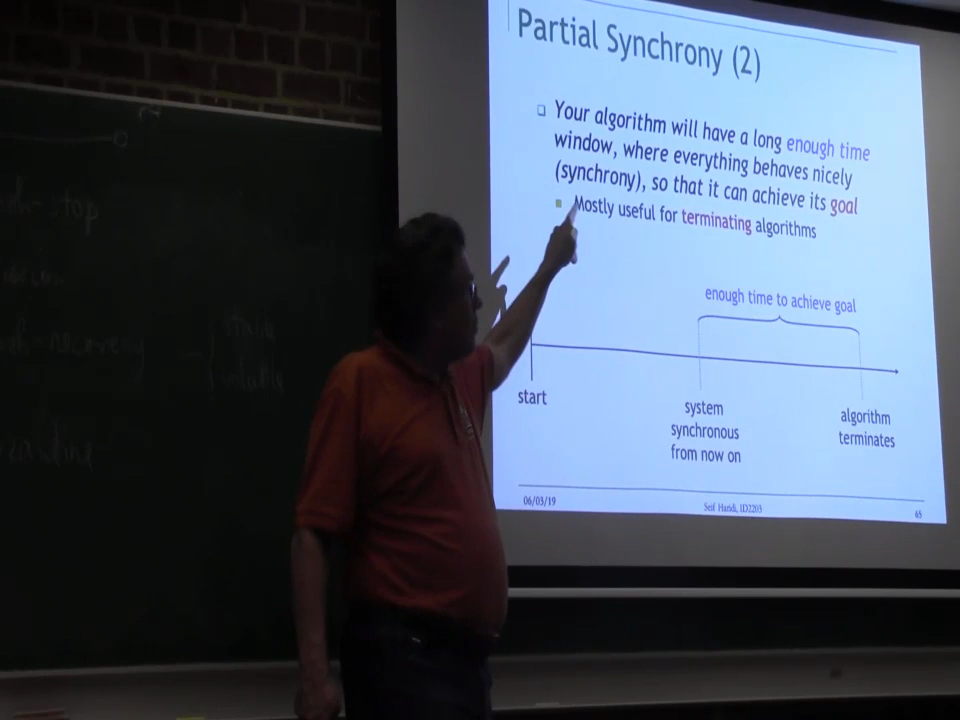 Partial Synchrony (2)
Your algorithm will have a long enough time
window, where everything behaves nicely
(synchrony), so that it can achieve its goal
Mostly useful for terminating algorithms
enough time to achieve goal
start
system
synchronous
from now on
algorithm
terminates
06/03/19
Seif Haridi, ID2203
65
stop
recovery